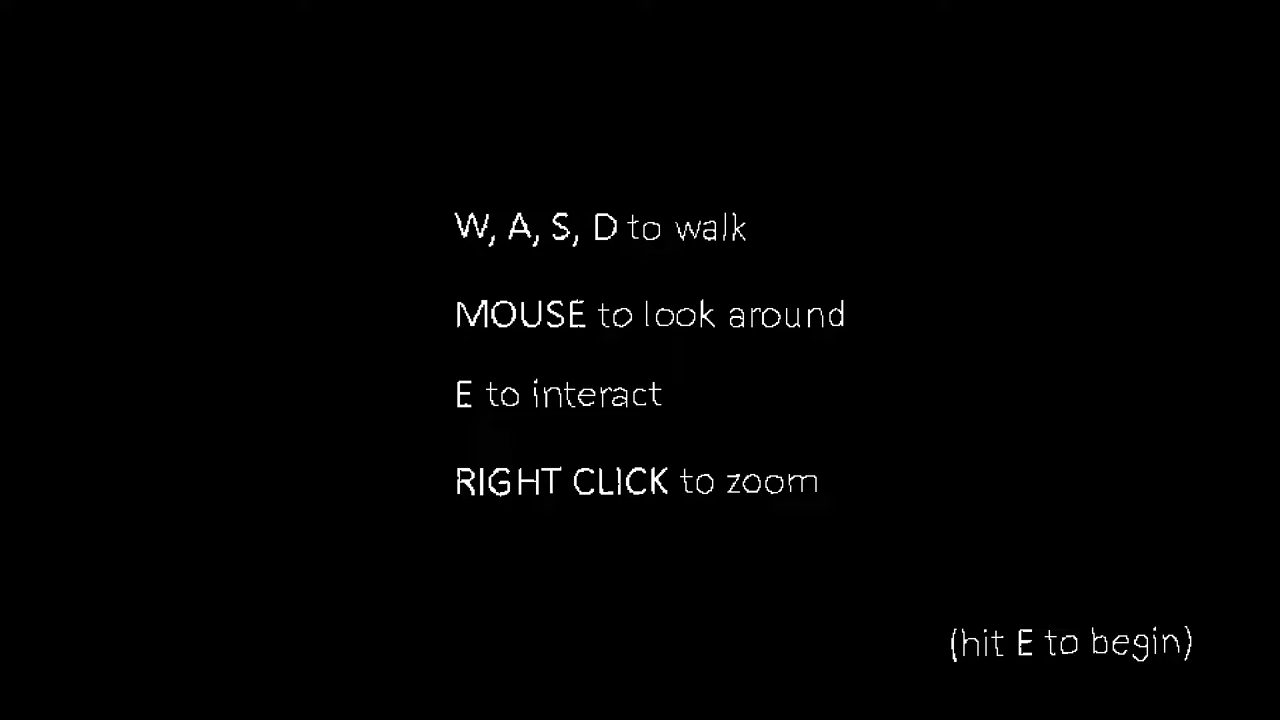 W, A, S, D to walk
MOUSE to look around
E to interact
RIGHT CLICK to zoom
(hit E to begin)